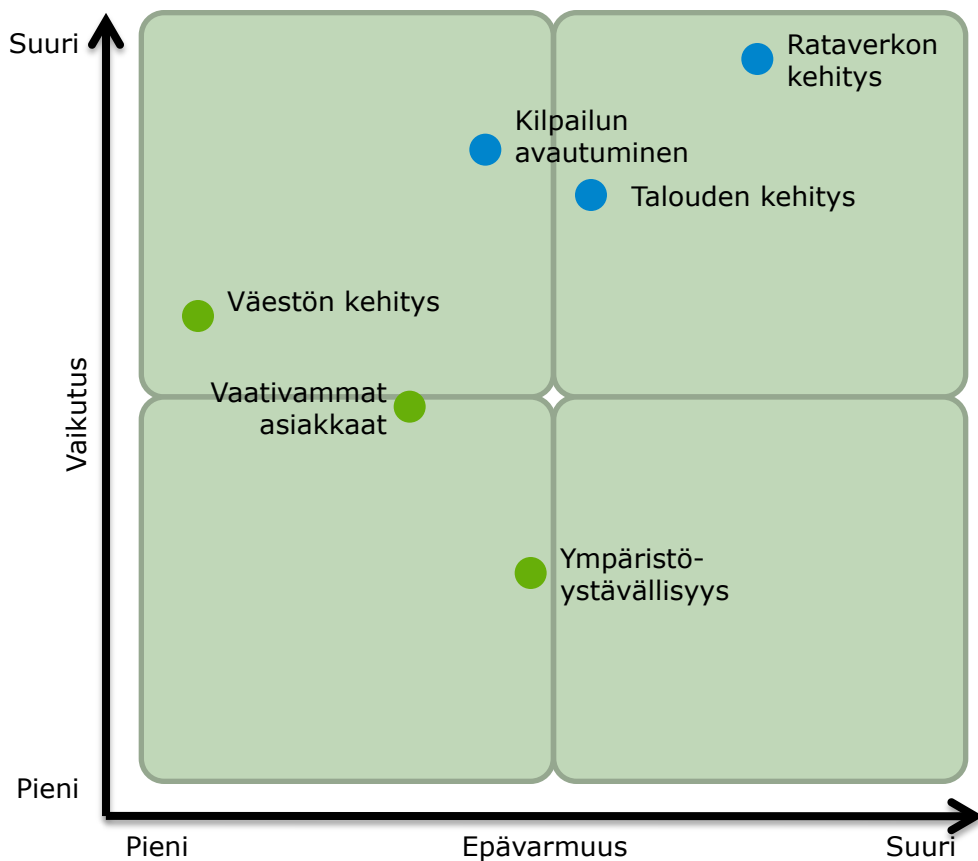 Suuri
Rataverkon
kehitys
Kilpailun
avautuminen
Talouden kehitys
Väestön kehitys
Vaativammat
asiakkaat
Vaikutus
Ympäristö-
ystävällisyys
Pieni
Pieni
Epävarmuus
Suuri